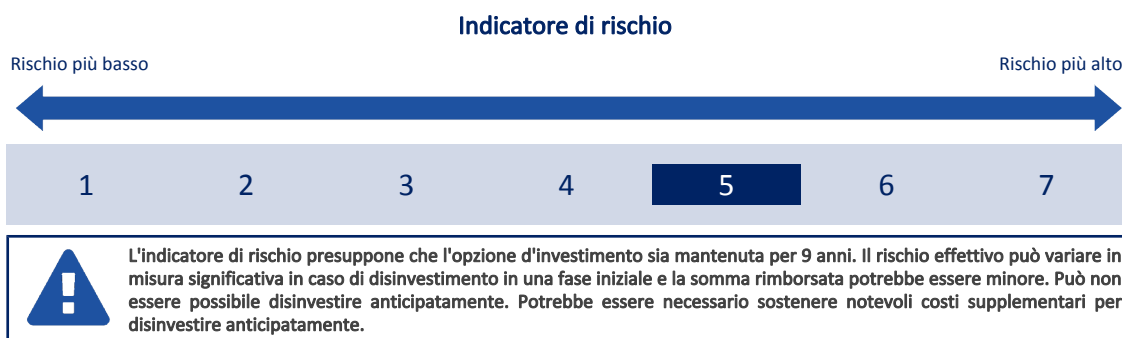 Indicatore di rischio
Rischio più basso
Rischio più alto
1 2 3 4 5 6 7
L'indicatore di rischio presuppone che l'opzione d'investimento sia mantenuta per 9 anni. Il rischio effettivo può variare in
misura significativa in caso di disinvestimento in una fase iniziale e la somma rimborsata potrebbe essere minore. Può non
essere possibile disinvestire anticipatamente. Potrebbe essere necessario sostenere notevoli costi supplementari per
disinvestire anticipatamente.